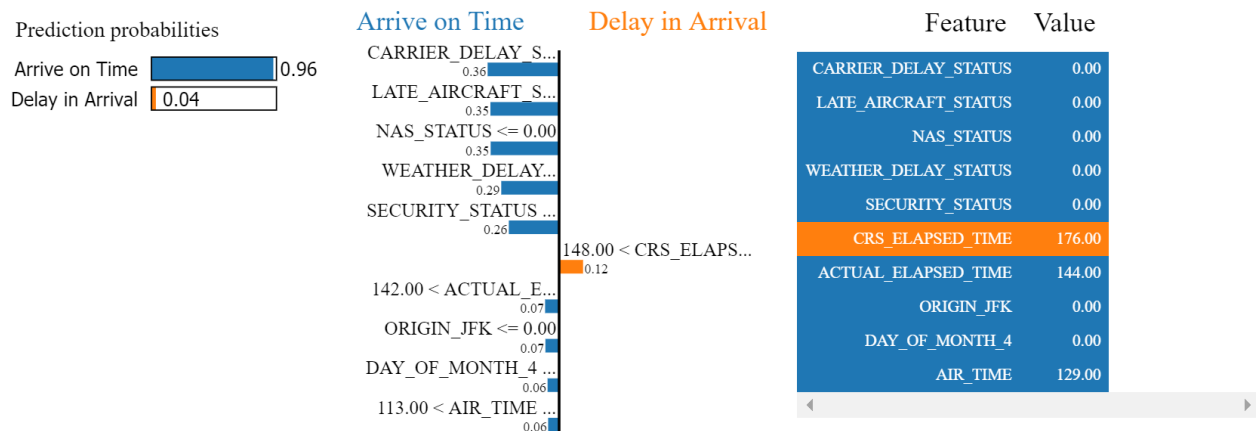 Prediction probabilities
Arrive on Time 0.96
Delay in Arrival 0.04
Arrive on Time Delay in Arrival
CARRIER_DELAY_S...
0.36
LATE_AIRCRAFT_S...
0.35
NAS_STATUS <= 0.00
0.35
WEATHER_DELAY...
0.29
SECURITY_STATUS ...
0.26
148.00 < CRS_ELAPS...
0.12
142.00 < ACTUAL_E...
0.07
ORIGIN_JFK <= 0.00
0.07
DAY_OF_MONTH_4 ...
0.06
113.00 < AIR_TIME ...
0.06
Feature Value
CARRIER_DELAY_STATUS 0.00
LATE_AIRCRAFT_STATUS 0.00
NAS_STATUS 0.00
WEATHER_DELAY_STATUS 0.00
SECURITY_STATUS 0.00
CRS_ELAPSED_TIME 176.00
ACTUAL_ELAPSED_TIME 144.00
ORIGIN_JFK 0.00
DAY_OF_MONTH_4 0.00
AIR_TIME 129.00